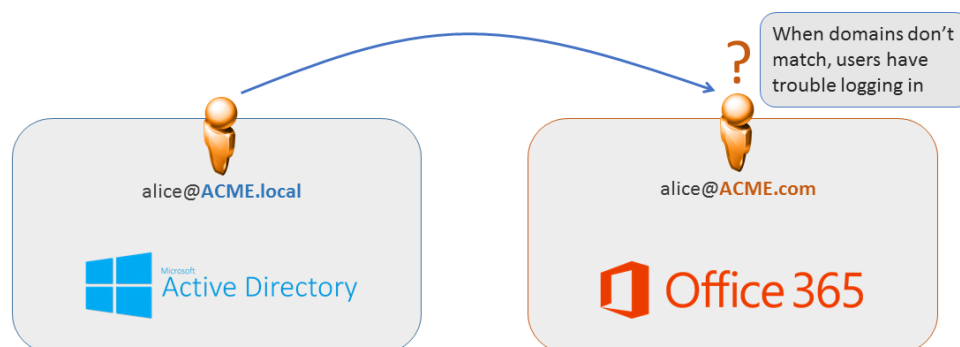 ?
When domains don't
match, users have
trouble logging in
alice@ACME.local
alice@ACME.com
Microsoft
Active Directory
Office 365